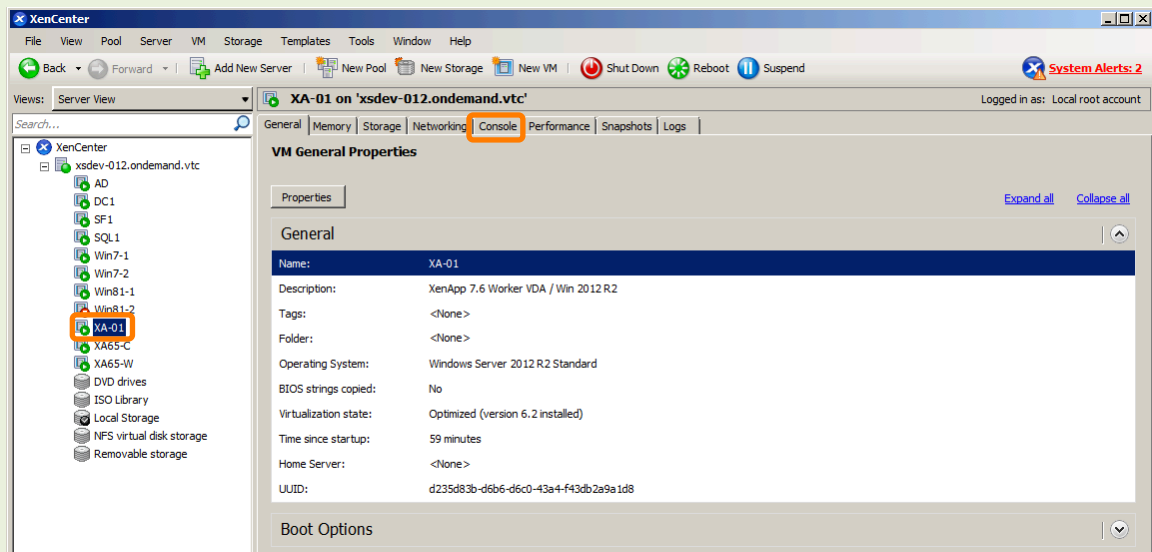 XenCenter
File View Pool Server VM Storage Templates Tools Window Help
Back Forward Add New Server New Pool New Storage New VM Shut Down Reboot Suspend System Alerts: 2
Views: Server View XA-01 on 'xsdev-012.ondemand.vtc' Logged in as: Local root account
Search... General Memory Storage Networking Console Performance Snapshots Logs
XenCenter
xsdev-012.ondemand.vtc
AD
DC1
SF1
SQL1
Win7-1
Win7-2
Win81-1
Win81-2
XA-01
XA65-C
XA65-W
DVD drives
ISO Library
Local Storage
NFS virtual disk storage
Removable storage
VM General Properties
Properties Expand all Collapse all
General
Name: XA-01
Description: XenApp 7.6 Worker VDA / Win 2012 R2
Tags: <None>
Folder: <None>
Operating System: Windows Server 2012 R2 Standard
BIOS strings copied: No
Virtualization state: Optimized (version 6.2 installed)
Time since startup: 59 minutes
Home Server: <None>
UUID: d235d83b-d6b6-d6c0-43a4-f43db2a9a1d8
Boot Options